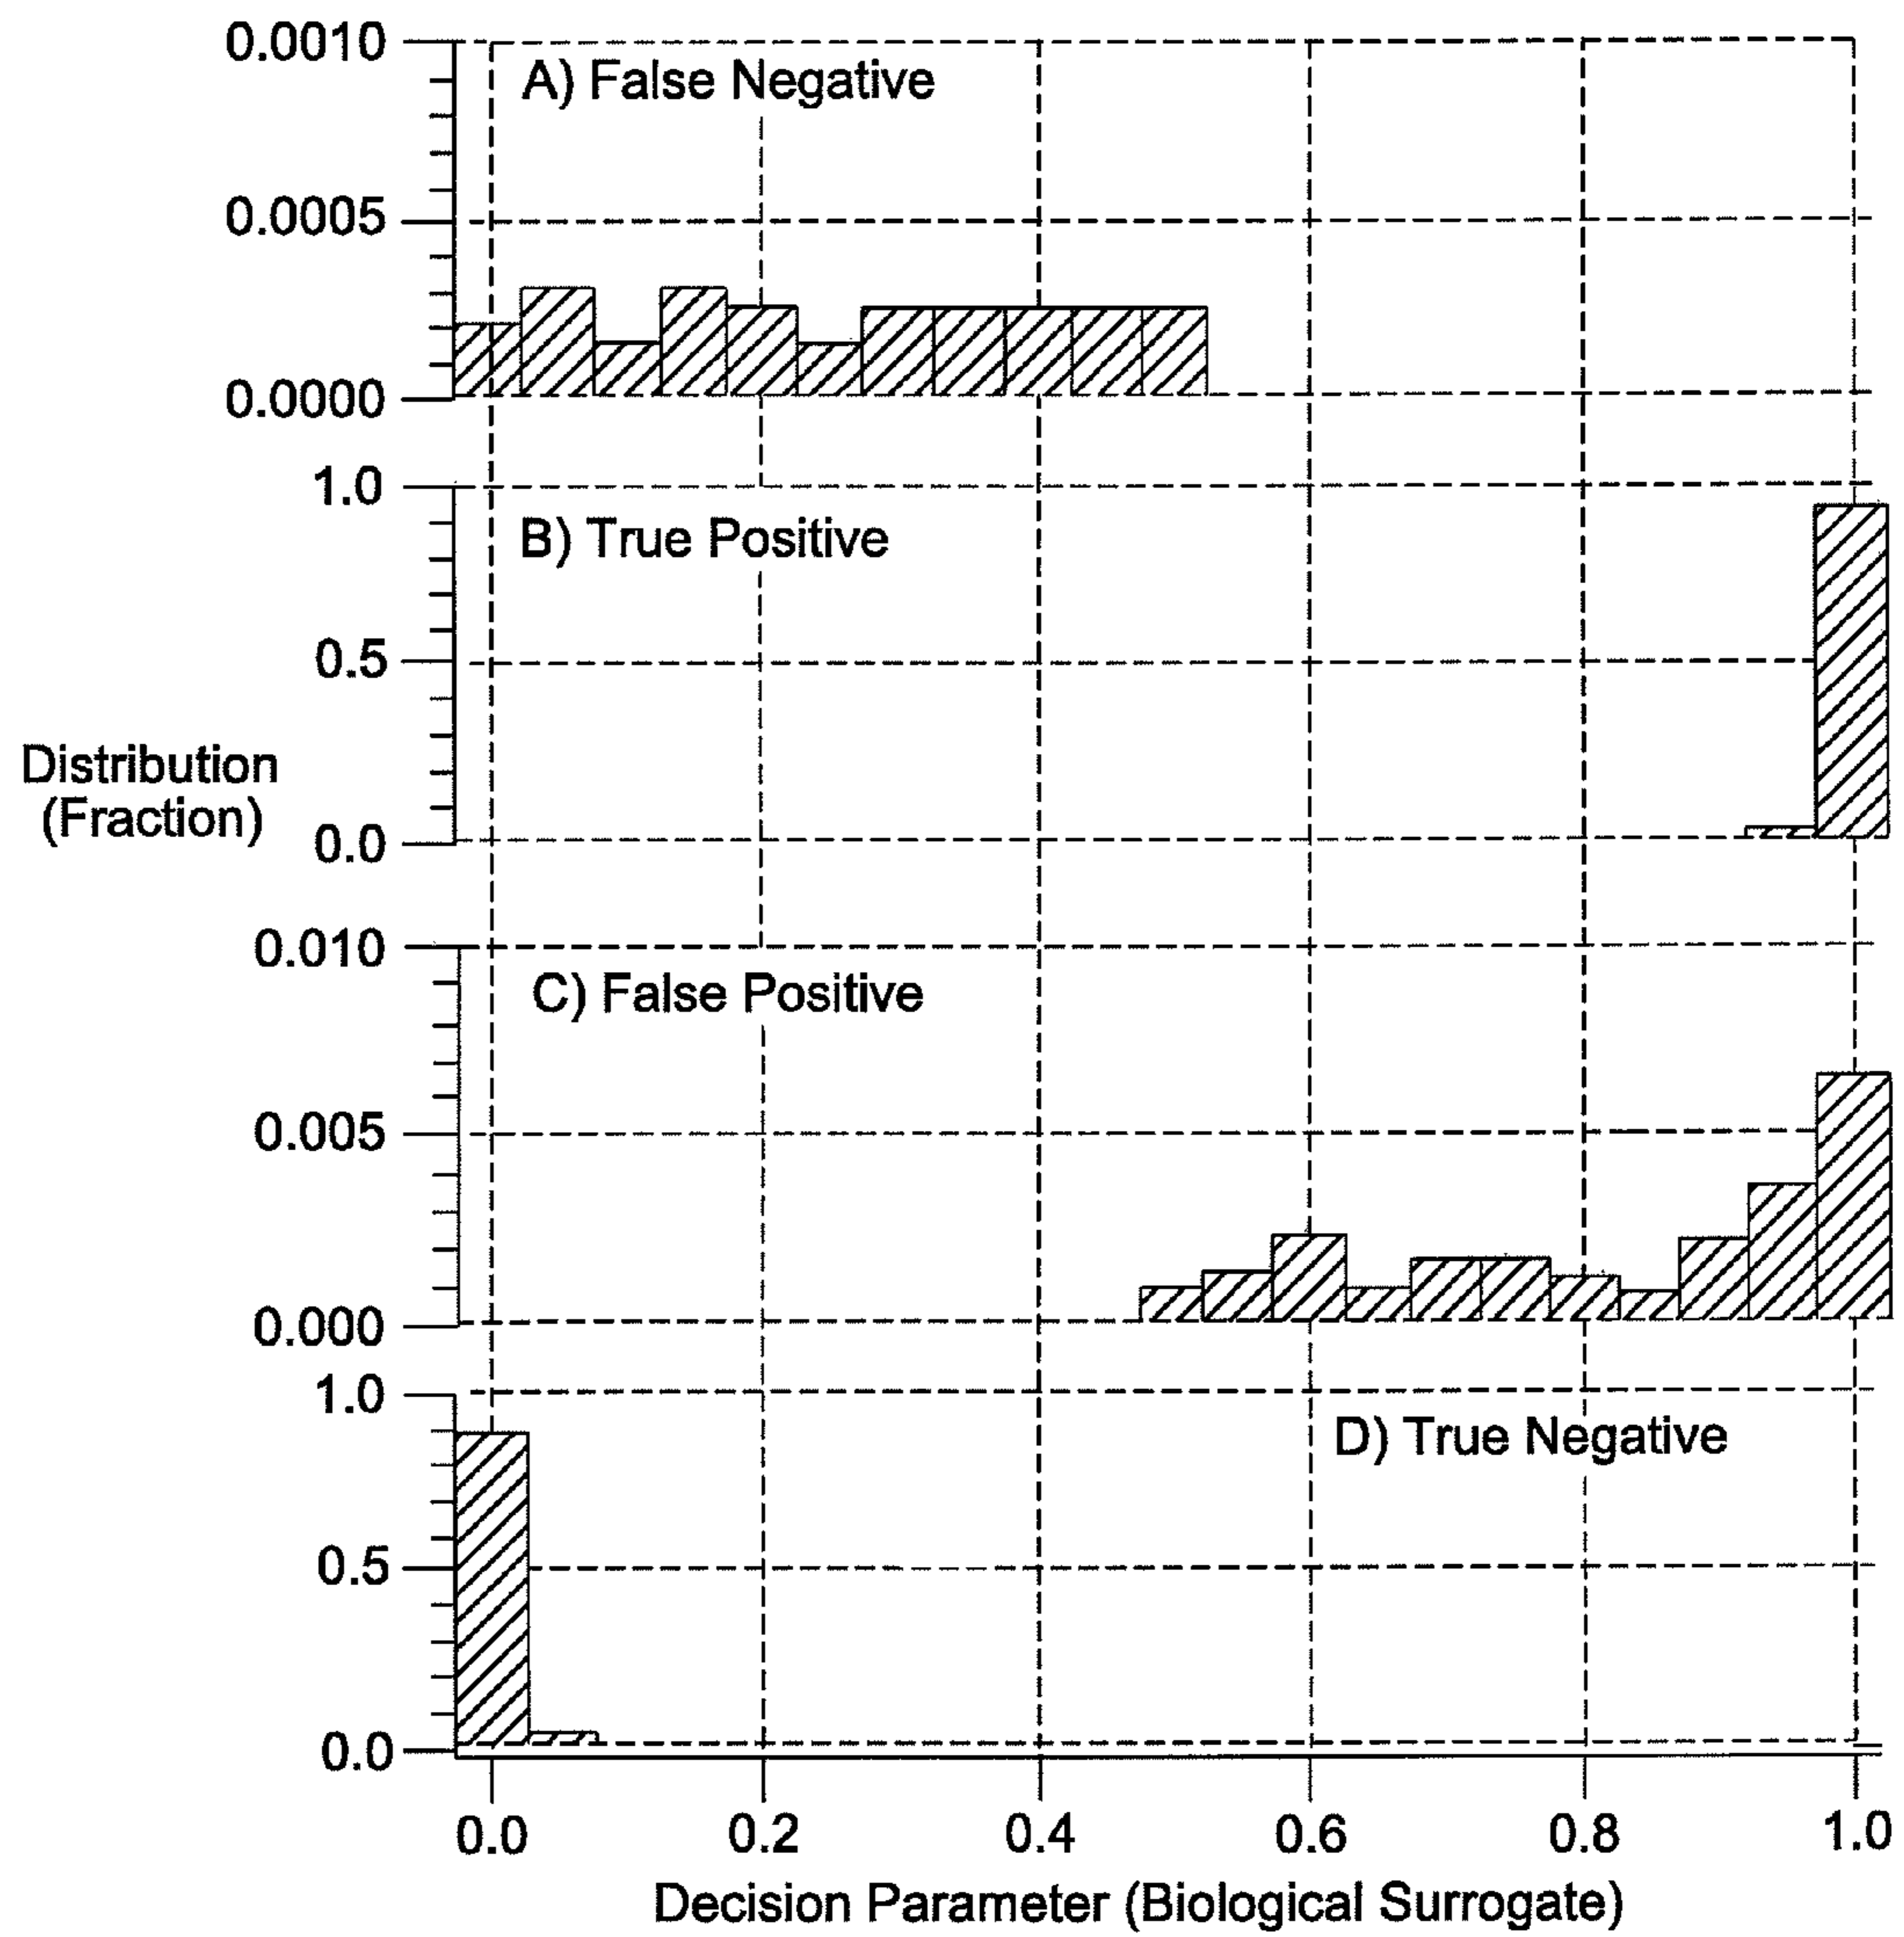 0.0010
A) False Negative
0.0005
0.0000
1.0
B) True Positive
0.5
Distribution
(Fraction)
0.0
0.010
C) False Positive
0.005
0.000
1.0
D) True Negative
0.5
0.0
0.0 0.2 0.4 0.6 0.8 1.0
Decision Parameter (Biological Surrogate)